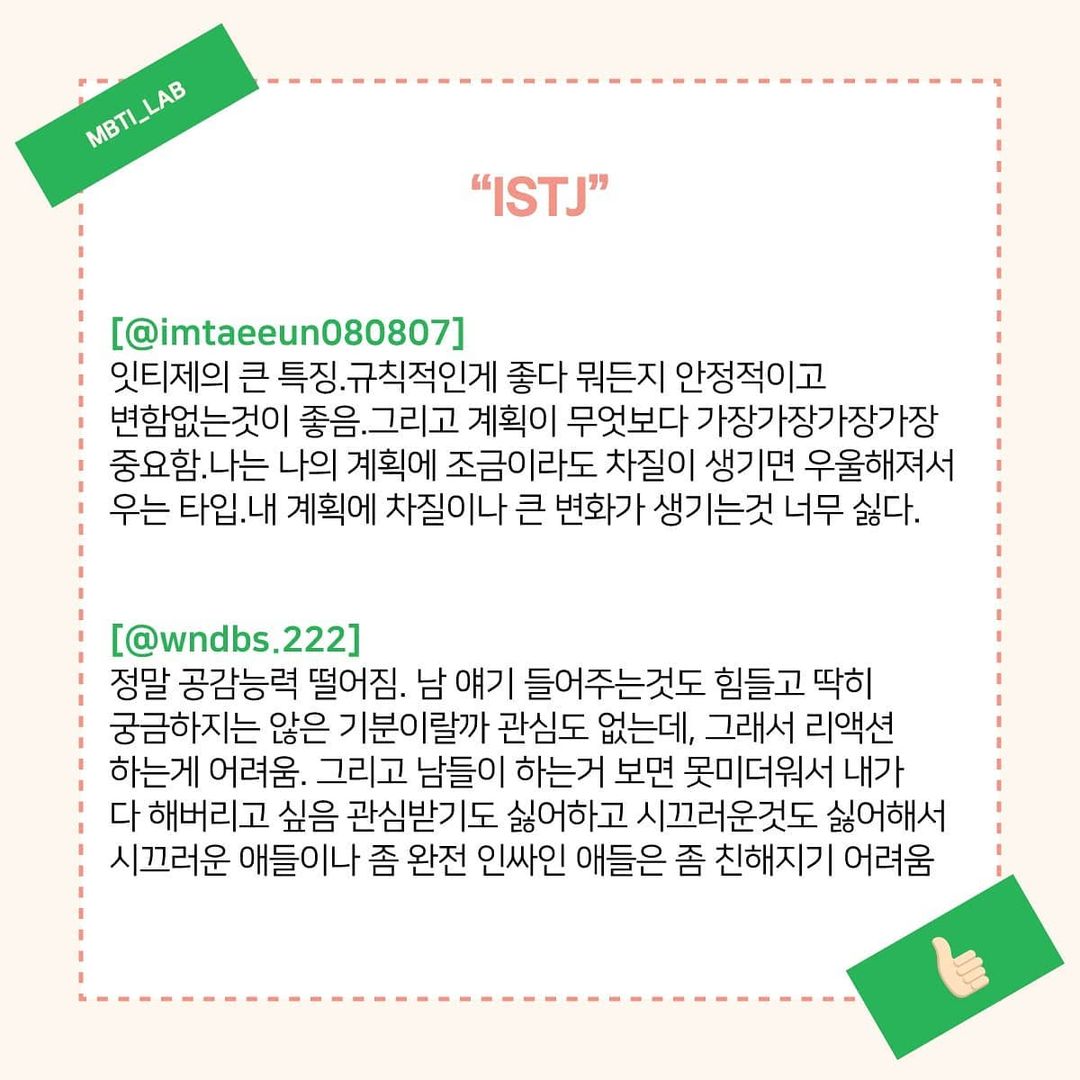 MBTI_LAB
“ISTJ”
[@imtaeeun080807]
잇티제의 큰 특징.규칙적인게 좋다 뭐든지 안정적이고
변함없는것이 좋음.그리고 계획이 무엇보다 가장가장가장가장
중요함.나는 나의 계획에 조금이라도 차질이 생기면 우울해져서
우는 타입.내 계획에 차질이나 큰 변화가 생기는것 너무 싫다.
[@wndbs.222]
정말 공감능력 떨어짐. 남 얘기 들어주는것도 힘들고 딱히
궁금하지는 않은 기분이랄까 관심도 없는데, 그래서 리액션
하는게 어려움. 그리고 남들이 하는거 보면 못미더워서 내가
다 해버리고 싶음 관심받기도 싫어하고 시끄러운것도 싫어해서
시끄러운 애들이나 좀 완전 인싸인 애들은 좀 친해지기 어려움